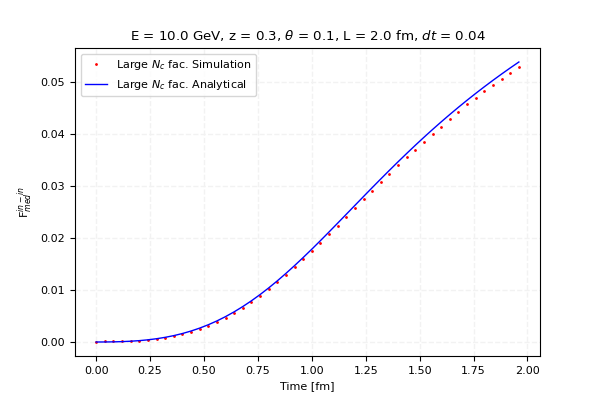 E = 10.0 GeV, z = 0.3, θ = 0.1, L = 2.0 fm, dt = 0.04
Large N_c fac. Simulation
Large N_c fac. Analytical
0.05
0.04
0.03
0.02
0.01
0.00
F_{med}^{in-in}
0.00 0.25 0.50 0.75 1.00 1.25 1.50 1.75 2.00
Time [fm]